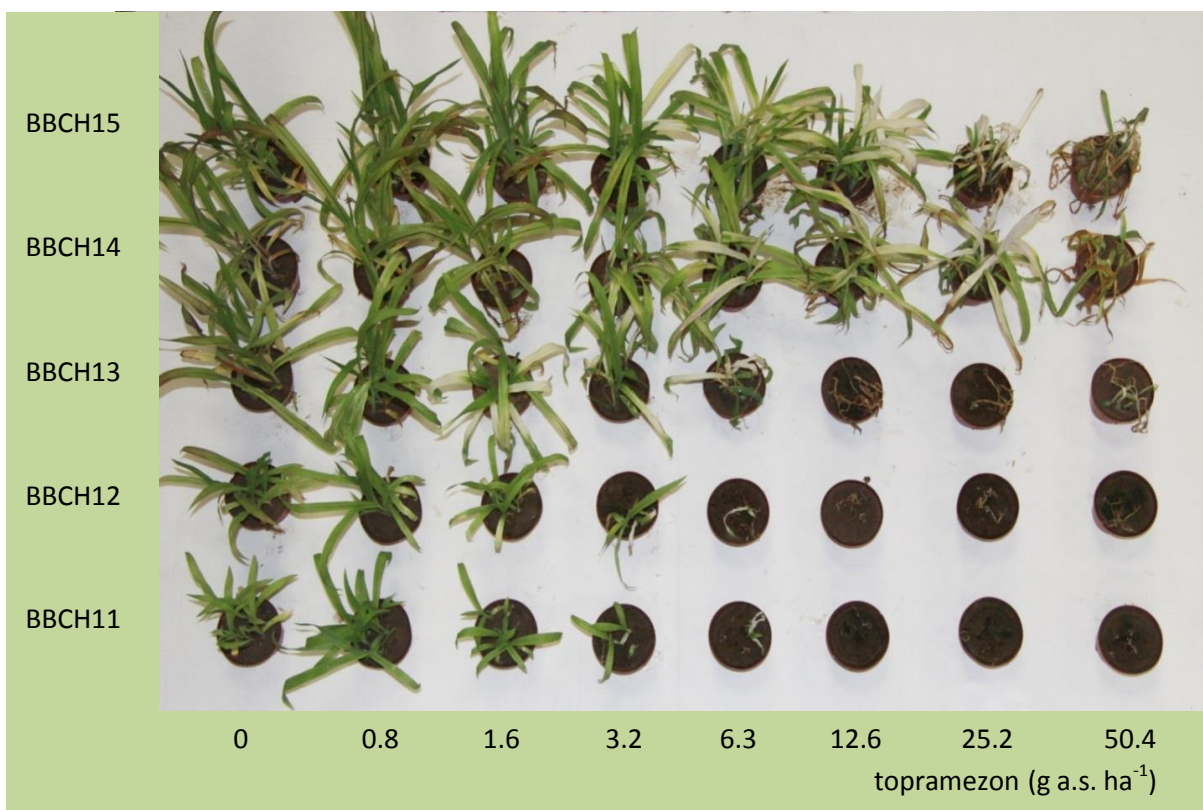 BBCH15
BBCH14
BBCH13
BBCH12
BBCH11
0 0.8 1.6 3.2 6.3 12.6 25.2 50.4
topramezon (g a.s. ha⁻¹)